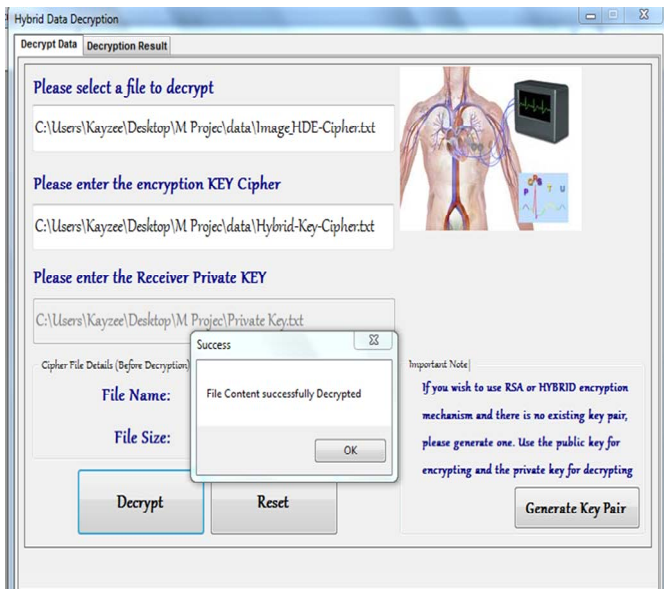 Hybrid Data Decryption
Decrypt Data Decryption Result
Please select a file to decrypt
C:\Users\Kayzee\Desktop\M Projec\data\Image_HDE-Cipher.txt
Please enter the encryption KEY Cipher
C:\Users\Kayzee\Desktop\M Projec\data\Hybrid-Key-Cipher.txt
P R S T U
Please enter the Receiver Private KEY
C:\Users\Kayzee\Desktop\M Projec\Private Key.txt
Success
File Content successfully Decrypted
OK
Cipher File Details (Before Decryption)
File Name:
File Size:
Important Note
If you wish to use RSA or HYBRID encryption
mechanism and there is no existing key pair,
please generate one. Use the public key for
encrypting and the private key for decrypting
Decrypt
Reset
Generate Key Pair